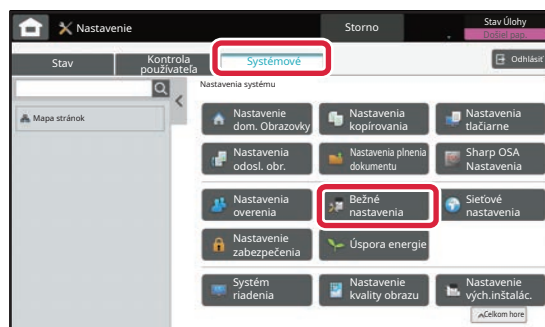 Nastavenie
Storno
Stav Úlohy
Došiel pap.
Stav
Kontrola
používateľa
Systémové
Odhlásiť
Nastavenia systému
Mapa stránok
Nastavenie
dom. Obrazovky
Nastavenia
kopírovania
Nastavenia
tlačiarne
Nastavenia
odosl. obr.
Nastavenia plnenia
dokumentu
Sharp OSA
Nastavenia
Nastavenia
overenia
Bežné
nastavenia
Sieťové
nastavenia
Nastavenie
zabezpečenia
Úspora energie
Systém
riadenia
Nastavenie
kvality obrazu
Nastavenie
vých.inštalác.
Celkom hore